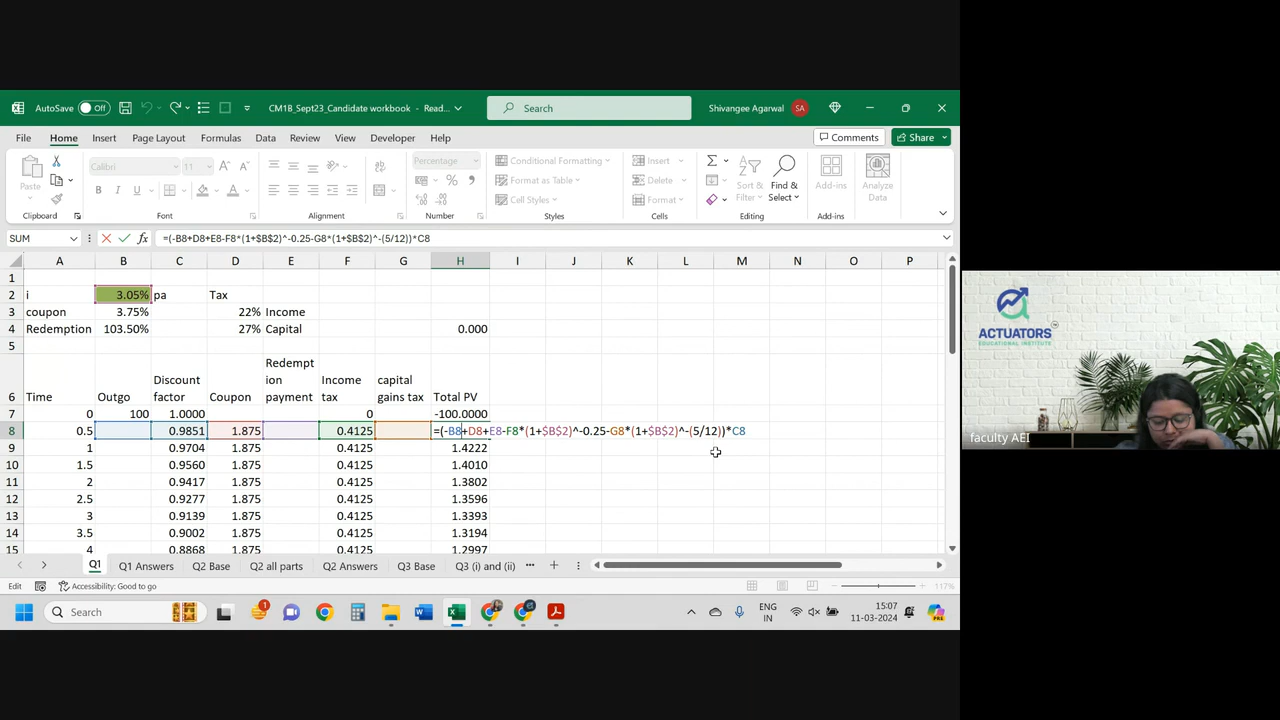 AutoSave Off CM1B_Sept23_Candidate workbook - Read... Search Shivangee Agarwal SA
File Home Insert Page Layout Formulas Data Review View Developer Help Comments Share
Paste Calibri 11 Percentage Conditional Formatting Insert Sort & Filter Find & Select Add-ins Analyze Data
Format as Table Delete
Cell Styles Format
Clipboard Font Alignment Number Styles Cells Editing Add-ins
SUM =(-B8+D8+E8-F8*(1+$B$2)^-0.25-G8*(1+$B$2)^-(5/12))*C8
A B C D E F G H I J K L M N O P
1
2 i 3.05% pa Tax
3 coupon 3.75% 22% Income
4 Redemption 103.50% 27% Capital 0.000
5
6 Time Outgo Discount factor Coupon Redempt ion payment Income tax capital gains tax Total PV
7 0 100 1.0000 0 -100.0000
8 0.5 0.9851 1.875 0.4125 =(-B8+D8+E8-F8*(1+$B$2)^-0.25-G8*(1+$B$2)^-(5/12))*C8
9 1 0.9704 1.875 0.4125 1.4222
10 1.5 0.9560 1.875 0.4125 1.4010
11 2 0.9417 1.875 0.4125 1.3802
12 2.5 0.9277 1.875 0.4125 1.3596
13 3 0.9139 1.875 0.4125 1.3393
14 3.5 0.9002 1.875 0.4125 1.3194
15 4 0.8868 1.875 0.4125 1.2997
Q1 Q1 Answers Q2 Base Q2 all parts Q2 Answers Q3 Base Q3 (i) and (ii) ...
Edit Accessibility: Good to go 117%
Search 1 ENG IN 15:07 11-03-2024
ACTUATORS
EDUCATIONAL INSTITUTE
faculty AEI